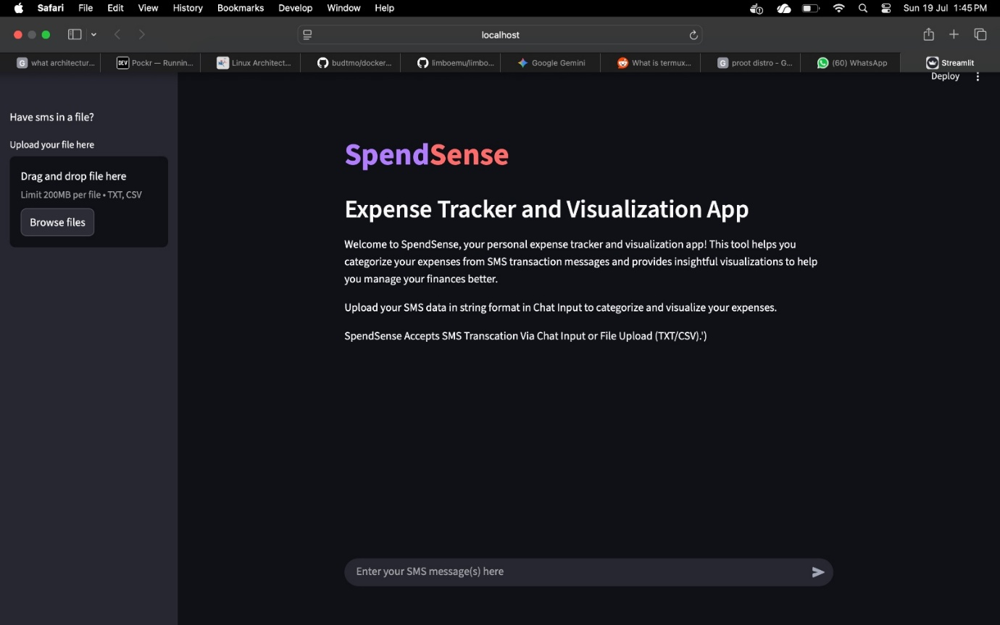 Safari File Edit View History Bookmarks Develop Window Help Sun 19 Jul 1:45 PM
localhost
what architectur... Pockr — Runnin... Linux Architect... budtmo/docker... limboemu/limbo... Google Gemini What is termux... proot distro - G... (60) WhatsApp Streamlit
Deploy
Have sms in a file?
Upload your file here
Drag and drop file here
Limit 200MB per file • TXT, CSV
Browse files
SpendSense
Expense Tracker and Visualization App
Welcome to SpendSense, your personal expense tracker and visualization app! This tool helps you
categorize your expenses from SMS transaction messages and provides insightful visualizations to help
you manage your finances better.
Upload your SMS data in string format in Chat Input to categorize and visualize your expenses.
SpendSense Accepts SMS Transcation Via Chat Input or File Upload (TXT/CSV).')
Enter your SMS message(s) here